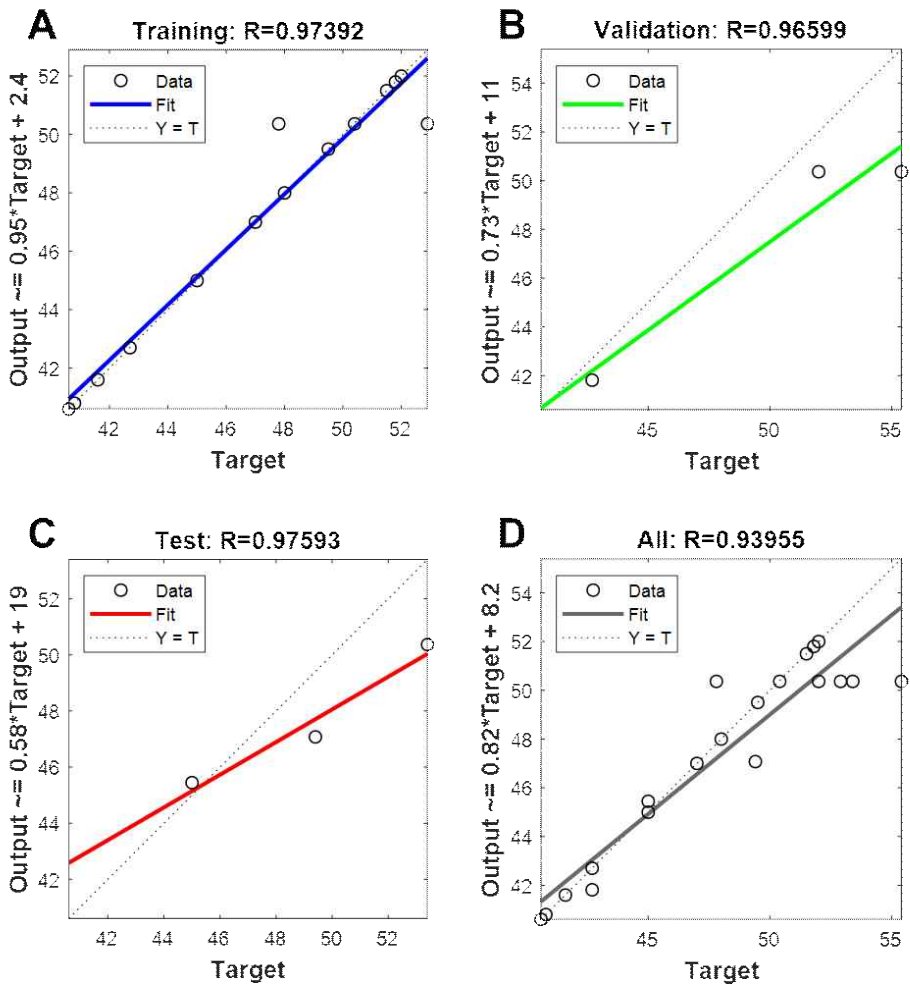 A
Training: R=0.97392
Output ~= 0.95*Target + 2.4
Data
Fit
Y = T
52
50
48
46
44
42
42 44 46 48 50 52
Target
B
Validation: R=0.96599
Output ~= 0.73*Target + 11
Data
Fit
Y = T
54
52
50
48
46
44
42
45 50 55
Target
C
Test: R=0.97593
Output ~= 0.58*Target + 19
Data
Fit
Y = T
52
50
48
46
44
42
42 44 46 48 50 52
Target
D
All: R=0.93955
Output ~= 0.82*Target + 8.2
Data
Fit
Y = T
54
52
50
48
46
44
42
45 50 55
Target